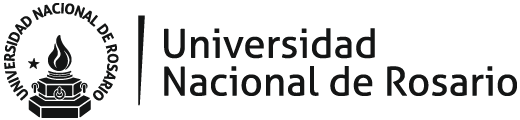 UNIVERSIDAD NACIONAL DE ROSARIO
Universidad
Nacional de Rosario